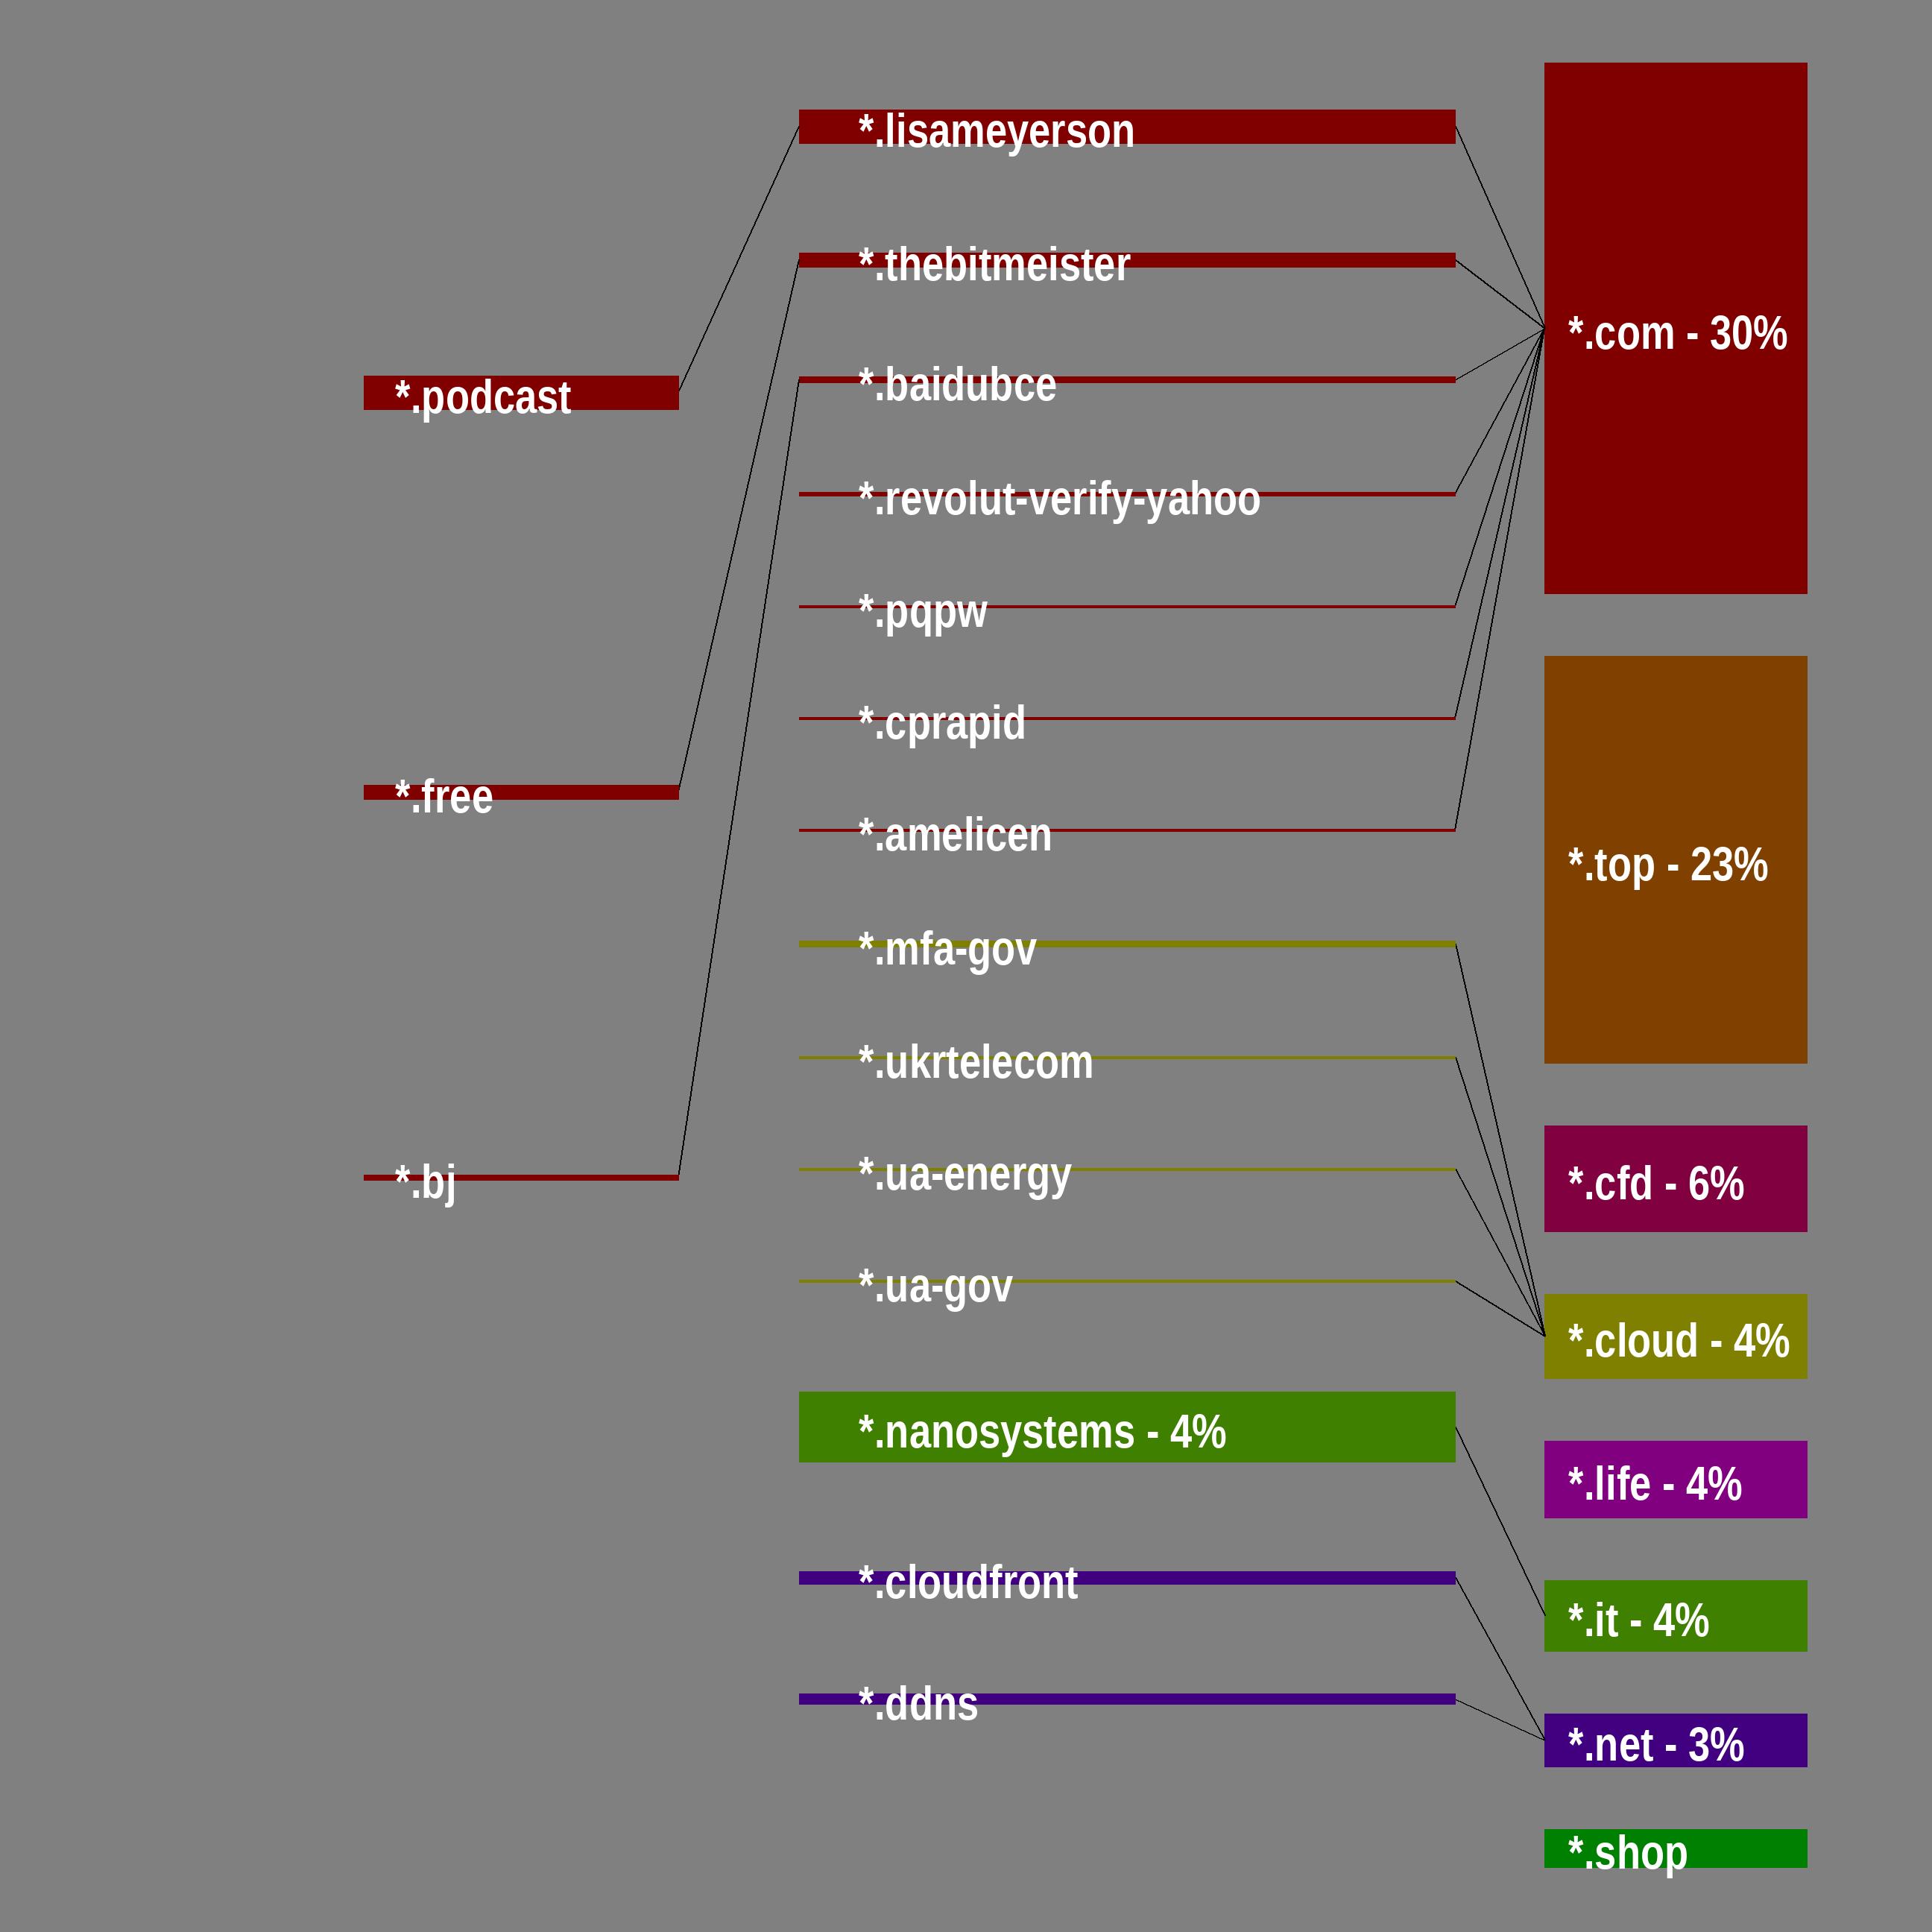 *.podcast
*.free
*.bj
*.lisameyerson
*.thebitmeister
*.baidubce
*.revolut-verify-yahoo
*.pqpw
*.cprapid
*.amelicen
*.mfa-gov
*.ukrtelecom
*.ua-energy
*.ua-gov
*.nanosystems - 4%
*.cloudfront
*.ddns
*.com - 30%
*.top - 23%
*.cfd - 6%
*.cloud - 4%
*.life - 4%
*.it - 4%
*.net - 3%
*.shop